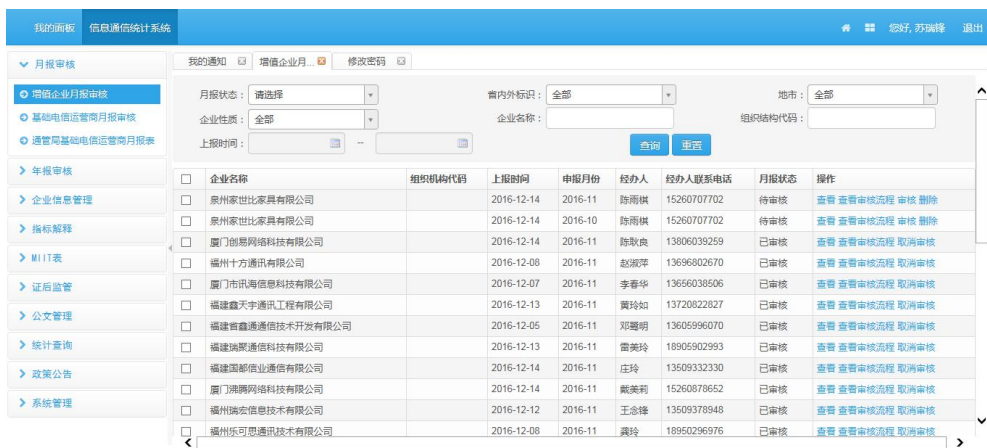 我的面板 信息通信统计系统 您好, 苏瑞锋 退出
月报审核
增值企业月报审核
基础电信运营商月报审核
通管局基础电信运营商月报表
年报审核
企业信息管理
指标解释
MIIT表
证后监管
公文管理
统计查询
政策公告
系统管理
我的通知 增值企业月... 修改密码
月报状态： 请选择 省内外标识： 全部 地市： 全部
企业性质： 全部 企业名称： 组织结构代码：
上报时间： --
查询 重置
企业名称 组织机构代码 上报时间 申报月份 经办人 经办人联系电话 月报状态 操作
泉州家世比家具有限公司 2016-12-14 2016-11 陈雨棋 15260707702 待审核 查看 查看审核流程 审核 删除
泉州家世比家具有限公司 2016-12-14 2016-10 陈雨棋 15260707702 待审核 查看 查看审核流程 审核 删除
厦门创易网络科技有限公司 2016-12-14 2016-11 陈耿良 13806039259 已审核 查看 查看审核流程 取消审核
福州十方通讯有限公司 2016-12-08 2016-11 赵淑萍 13696802670 已审核 查看 查看审核流程 取消审核
厦门市讯海信息科技有限公司 2016-12-07 2016-11 李春华 13656038506 已审核 查看 查看审核流程 取消审核
福建鑫天宇通讯工程有限公司 2016-12-13 2016-11 黄玲如 13720822827 已审核 查看 查看审核流程 取消审核
福建省鑫通通信技术开发有限公司 2016-12-05 2016-11 13605996070 已审核 查看 查看审核流程 取消审核
福建瑞聚通信科技有限公司 2016-12-13 2016-11 雷美玲 18905902993 已审核 查看 查看审核流程 取消审核
福建国都信业通信有限公司 2016-12-14 2016-11 庄玲 13509332330 已审核 查看 查看审核流程 取消审核
厦门沸腾网络科技有限公司 2016-12-14 2016-11 戴美莉 15260878652 已审核 查看 查看审核流程 取消审核
福州瑞宏信息技术有限公司 2016-12-12 2016-11 王念锋 13509378948 已审核 查看 查看审核流程 取消审核
福州乐可思通讯技术有限公司 2016-12-08 2016-11 龚玲 18950296976 已审核 查看 查看审核流程 取消审核